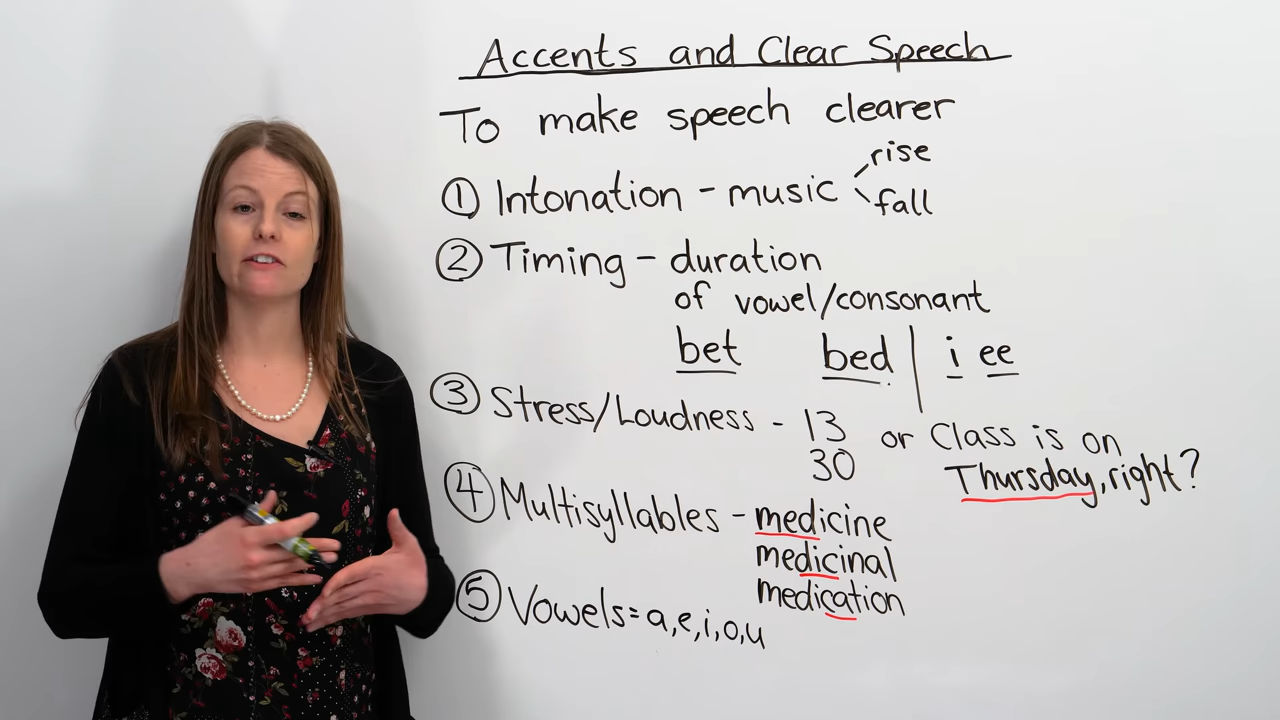 Accents and Clear Speech
To make speech clearer
① Intonation - music rise
fall
② Timing - duration
of vowel/consonant
bet bed | i ee
③ Stress/Loudness - 13 or Class is on
30 Thursday, right?
④ Multisyllables - medicine
medicinal
medication
⑤ Vowels = a, e, i, o, u